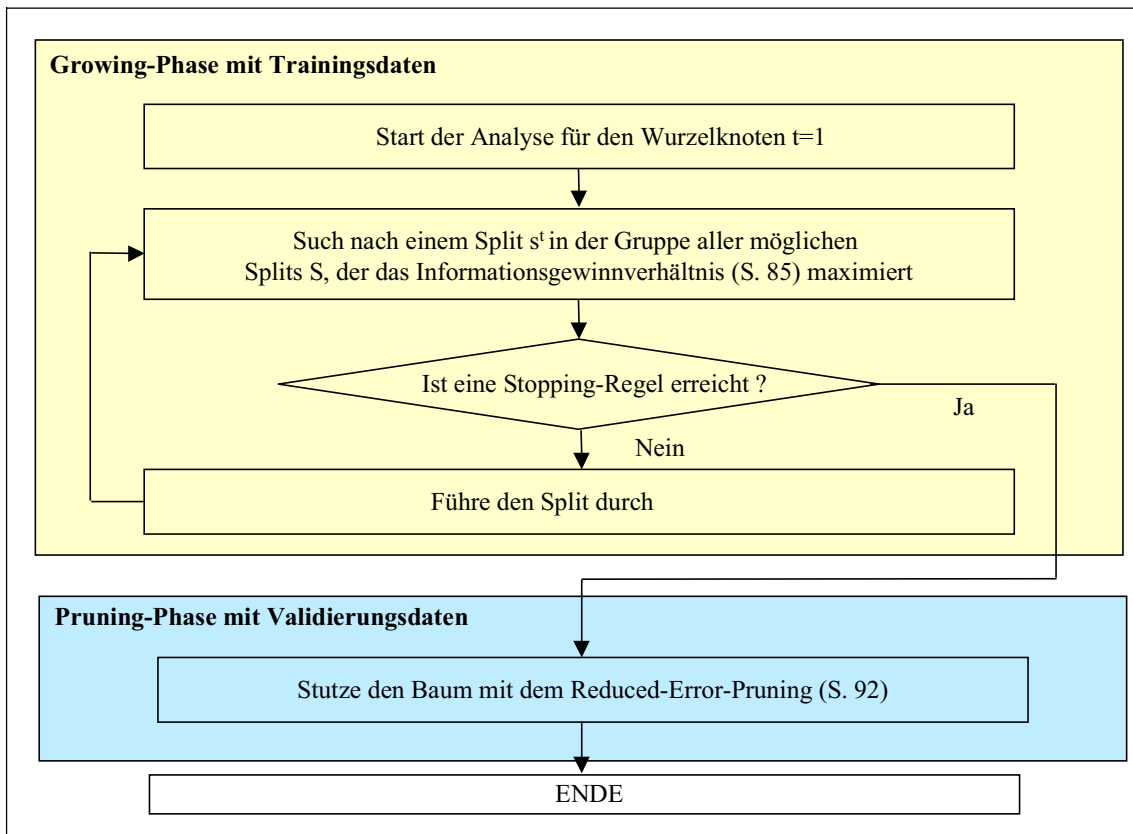 Growing-Phase mit Trainingsdaten
Start der Analyse für den Wurzelknoten t=1
Such nach einem Split sᵗ in der Gruppe aller möglichen
Splits S, der das Informationsgewinnverhältnis (S. 85) maximiert
Ist eine Stopping-Regel erreicht ?
Ja
Nein
Führe den Split durch
Pruning-Phase mit Validierungsdaten
Stutze den Baum mit dem Reduced-Error-Pruning (S. 92)
ENDE